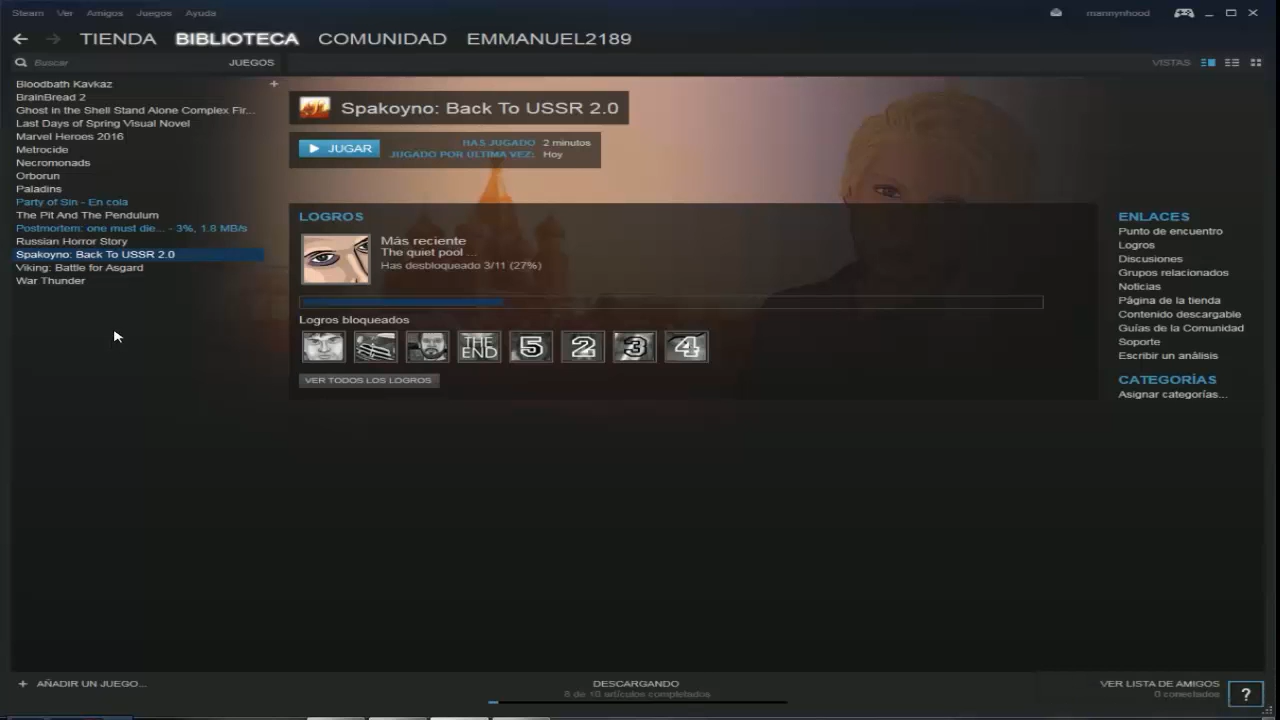 Steam Ver Amigos Juegos Ayuda mannynhood
TIENDA BIBLIOTECA COMUNIDAD EMMANUEL2189
Buscar JUEGOS VISTAS
Bloodbath Kavkaz +
BrainBread 2
Ghost in the Shell Stand Alone Complex Fir...
Last Days of Spring Visual Novel
Marvel Heroes 2016
Metrocide
Necromonads
Orborun
Paladins
Party of Sin - En cola
The Pit And The Pendulum
Postmortem: one must die... - 3%, 1.8 MB/s
Russian Horror Story
Spakoyno: Back To USSR 2.0
Viking: Battle for Asgard
War Thunder
Spakoyno: Back To USSR 2.0
JUGAR
HAS JUGADO 2 minutos
JUGADO POR ÚLTIMA VEZ: Hoy
LOGROS
Más reciente
The quiet pool ...
Has desbloqueado 3/11 (27%)
Logros bloqueados
THE END 5 2 3 4
VER TODOS LOS LOGROS
ENLACES
Punto de encuentro
Logros
Discusiones
Grupos relacionados
Noticias
Página de la tienda
Contenido descargable
Guías de la Comunidad
Soporte
Escribir un análisis
CATEGORÍAS
Asignar categorías...
+ AÑADIR UN JUEGO...
DESCARGANDO
8 de 10 artículos completados
VER LISTA DE AMIGOS
0 conectados
?